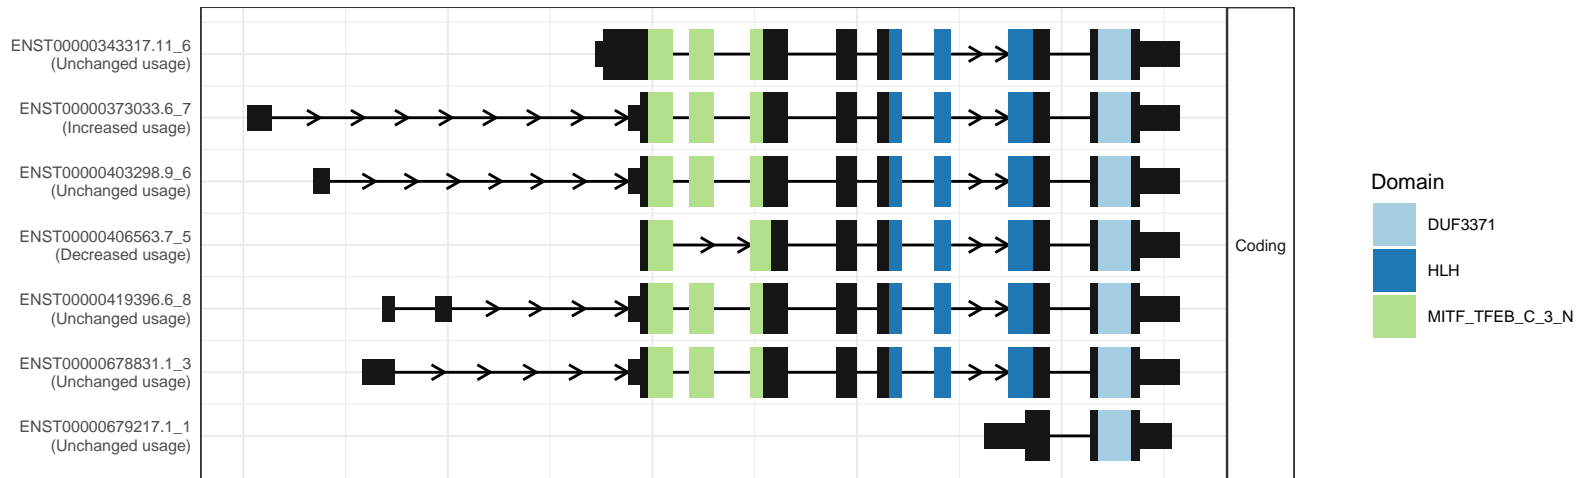 ENST00000343317.11_6
(Unchanged usage)
ENST00000373033.6_7
(Increased usage)
ENST00000403298.9_6
(Unchanged usage)
ENST00000406563.7_5
(Decreased usage)
ENST00000419396.6_8
(Unchanged usage)
ENST00000678831.1_3
(Unchanged usage)
ENST00000679217.1_1
(Unchanged usage)
Coding
Domain
DUF3371
HLH
MITF_TFEB_C_3_N